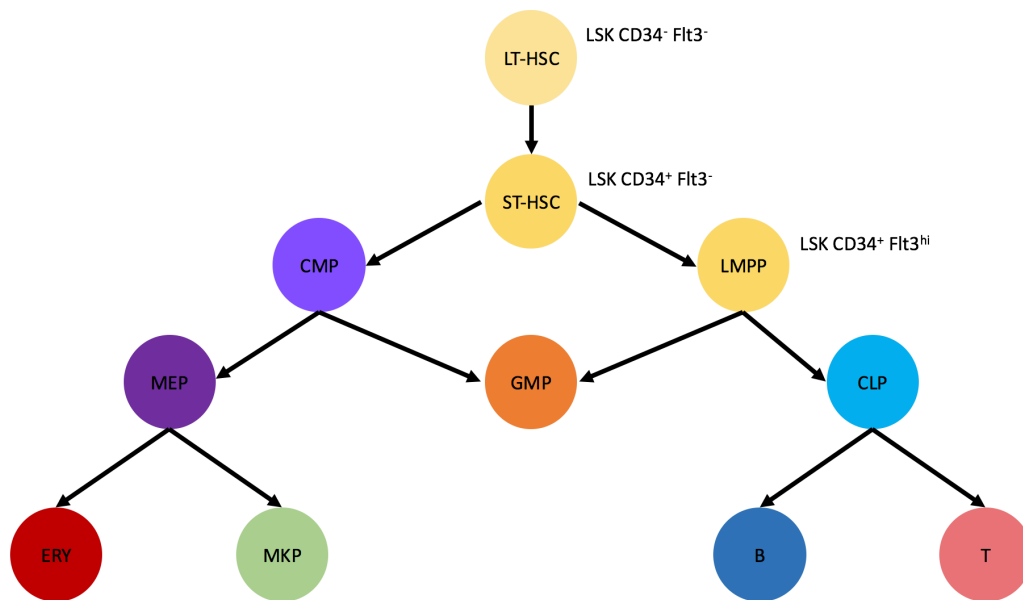 LSK CD34⁻ Flt3⁻
LT-HSC
LSK CD34⁺ Flt3⁻
ST-HSC
LSK CD34⁺ Flt3ʰⁱ
CMP
LMPP
MEP
GMP
CLP
ERY
MKP
B
T